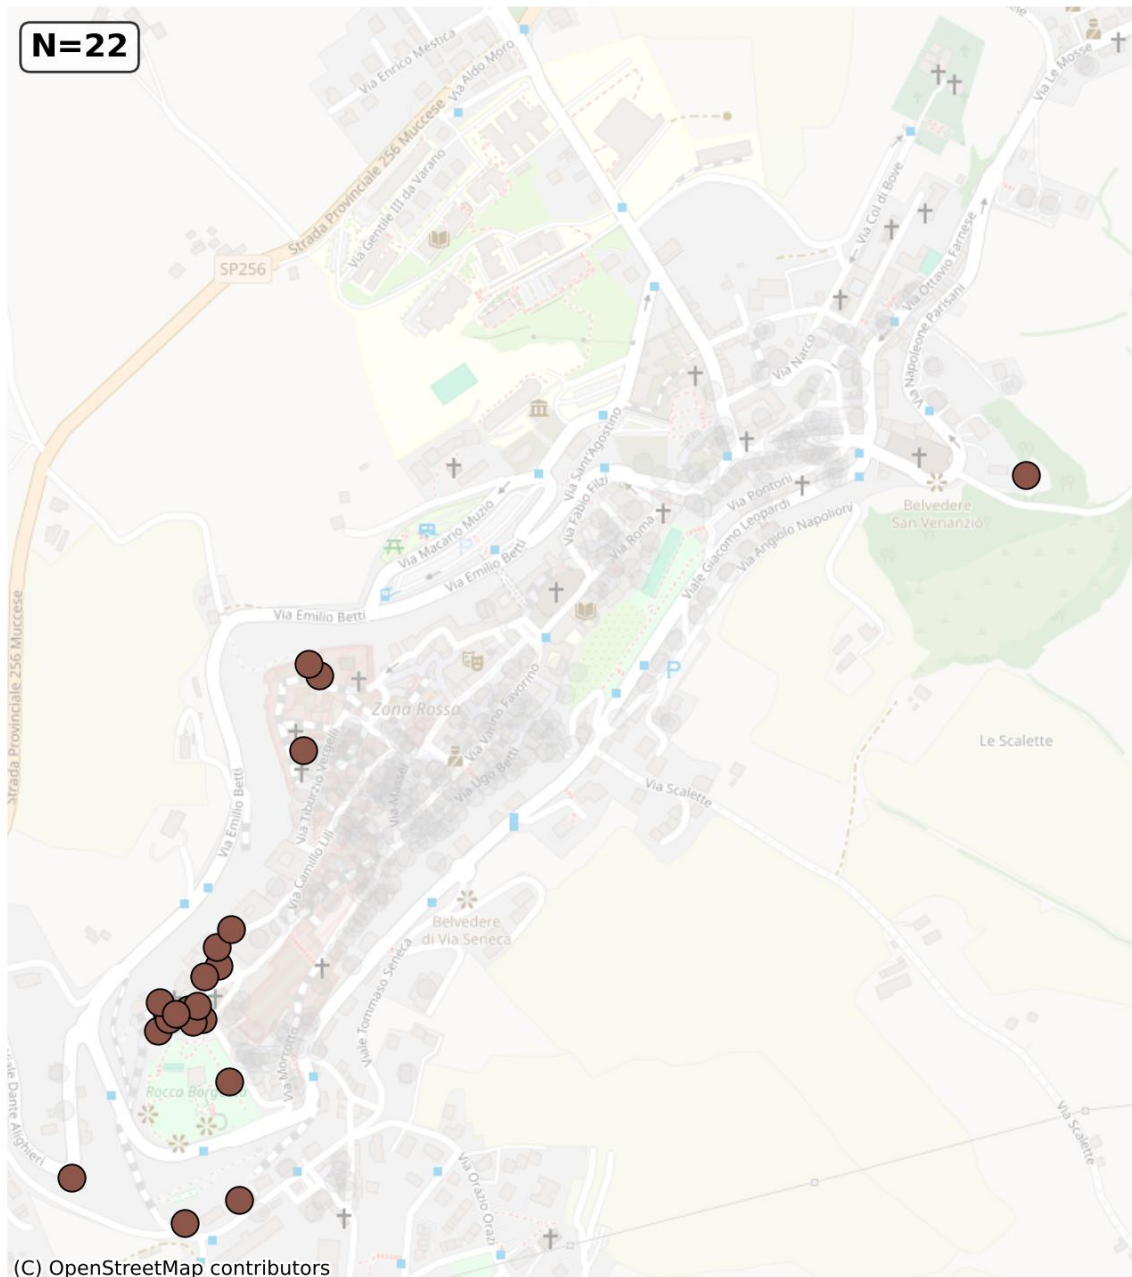 N=22
Via Enrico Mestica
Via Aldo Moro
Via Le Mosse
Strada Provinciale 256 Muccese
Via Gentile III da Varano
Via Col di Bove
SP256
Via Ottavio Farnese
Via Napoleone Parisani
Via Narco
Via Sant'Agostino
Via Fabio Filzi
Via Pontoni
Belvedere
San Venanzio
Via Macario Muzio
P
Via Roma
Viale Giacomo Leopardi
Via Angiolo Napolioni
Via Emilio Betti
Via Emilio Betti
Strada Provinciale 256 Muccese
P
Zona Rossa
Via Varino Favorino
Le Scalette
Via Tiburzio Vergelli
Via Ugo Betti
Via Scalette
Via Emilio Betti
Via Camillo Lili
Belvedere
di Via Seneca
Viale Tommaso Seneca
Via Morrotto
Viale Dante Alighieri
Via Scalette
Via Orazio Orazi
(C) OpenStreetMap contributors